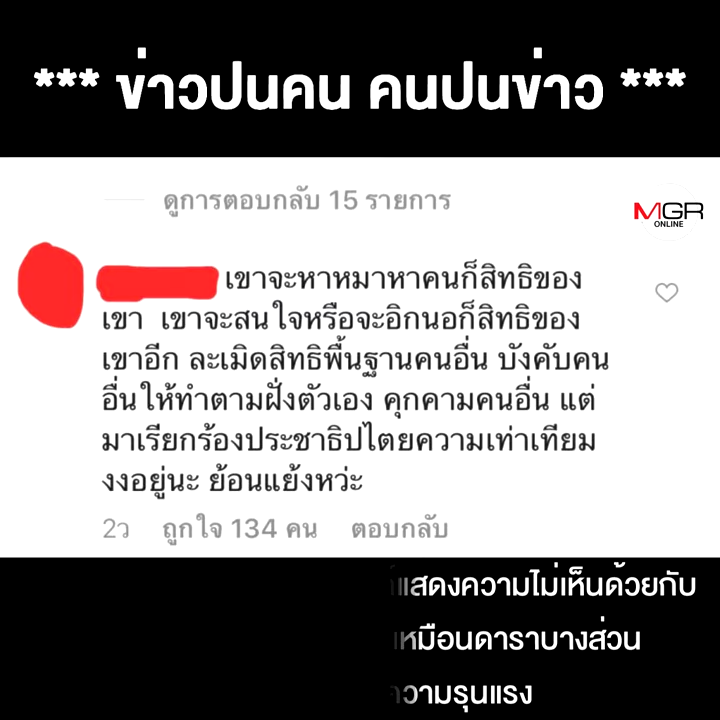 *** ข่าวปนคน คนปนข่าว ***
ดูการตอบกลับ 15 รายการ
MGR
ONLINE
เขาจะหาหมาหาคนก็สิทธิของ
เขา เขาจะสนใจหรือจะอิกนอก็สิทธิของ
เขาอีก ละเมิดสิทธิพื้นฐานคนอื่น บังคับคน
อื่นให้ทำตามฝั่งตัวเอง คุกคามคนอื่น แต่
มาเรียกร้องประชาธิปไตยความเท่าเทียม
งงอยู่นะ ย้อนแย้งหว่ะ
2ว ถูกใจ 134 คน ตอบกลับ
แสดงความไม่เห็นด้วยกับ
เหมือนดาราบางส่วน
ความรุนแรง